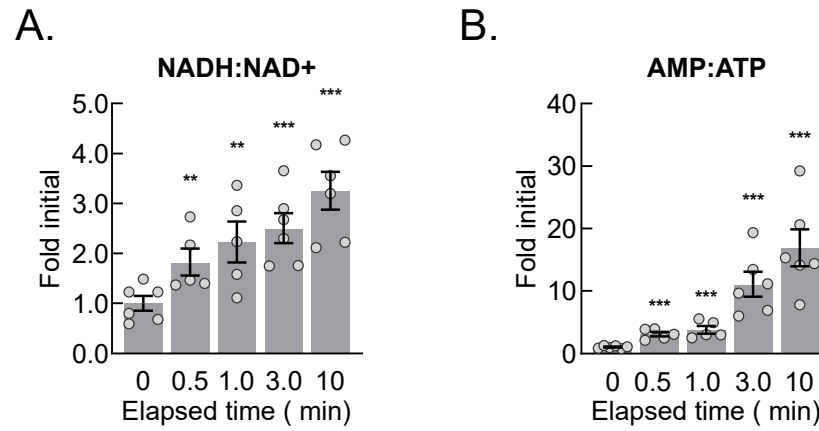 A.
NADH:NAD+
Fold initial
5.0
4.0
3.0
2.0
1.0
0.0
**
**
***
***
0 0.5 1.0 3.0 10
Elapsed time ( min)
B.
AMP:ATP
Fold initial
40
30
20
10
0
***
***
***
***
0 0.5 1.0 3.0 10
Elapsed time (min)